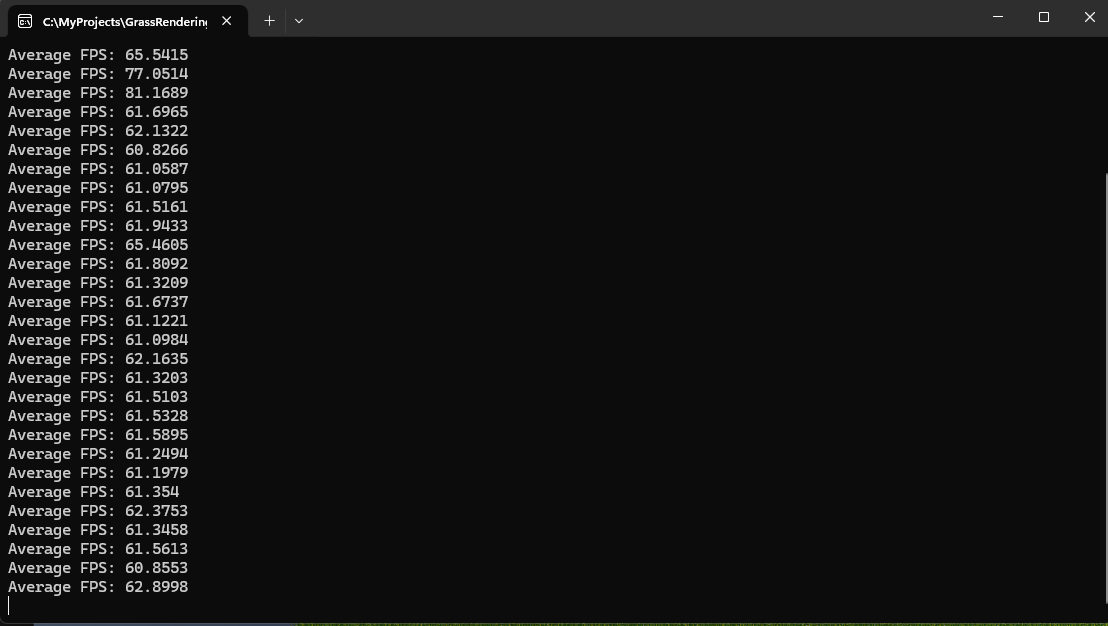 C:\MyProjects\GrassRendering
Average FPS: 65.5415
Average FPS: 77.0514
Average FPS: 81.1689
Average FPS: 61.6965
Average FPS: 62.1322
Average FPS: 60.8266
Average FPS: 61.0587
Average FPS: 61.0795
Average FPS: 61.5161
Average FPS: 61.9433
Average FPS: 65.4605
Average FPS: 61.8092
Average FPS: 61.3209
Average FPS: 61.6737
Average FPS: 61.1221
Average FPS: 61.0984
Average FPS: 62.1635
Average FPS: 61.3203
Average FPS: 61.5103
Average FPS: 61.5328
Average FPS: 61.5895
Average FPS: 61.2494
Average FPS: 61.1979
Average FPS: 61.354
Average FPS: 62.3753
Average FPS: 61.3458
Average FPS: 61.5613
Average FPS: 60.8553
Average FPS: 62.8998